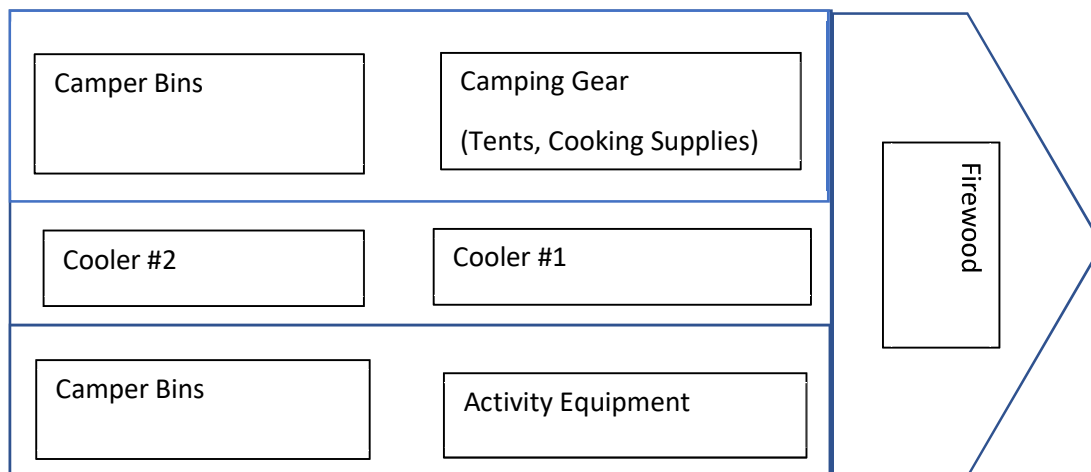 Camper Bins
Camping Gear
(Tents, Cooking Supplies)
Firewood
Cooler #2
Cooler #1
Camper Bins
Activity Equipment